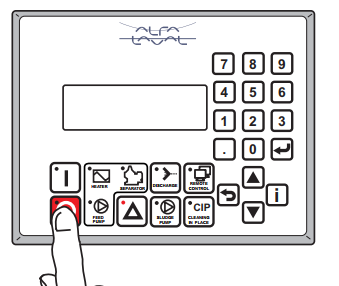 ALFA
LAVAL
7 8 9
4 5 6
1 2 3
. 0
I
HEATER
SEPARATOR
DISCHARGE
REMOTE
CONTROL
i
FEED
PUMP
SLUDGE
PUMP
CIP
CLEANING
IN PLACE